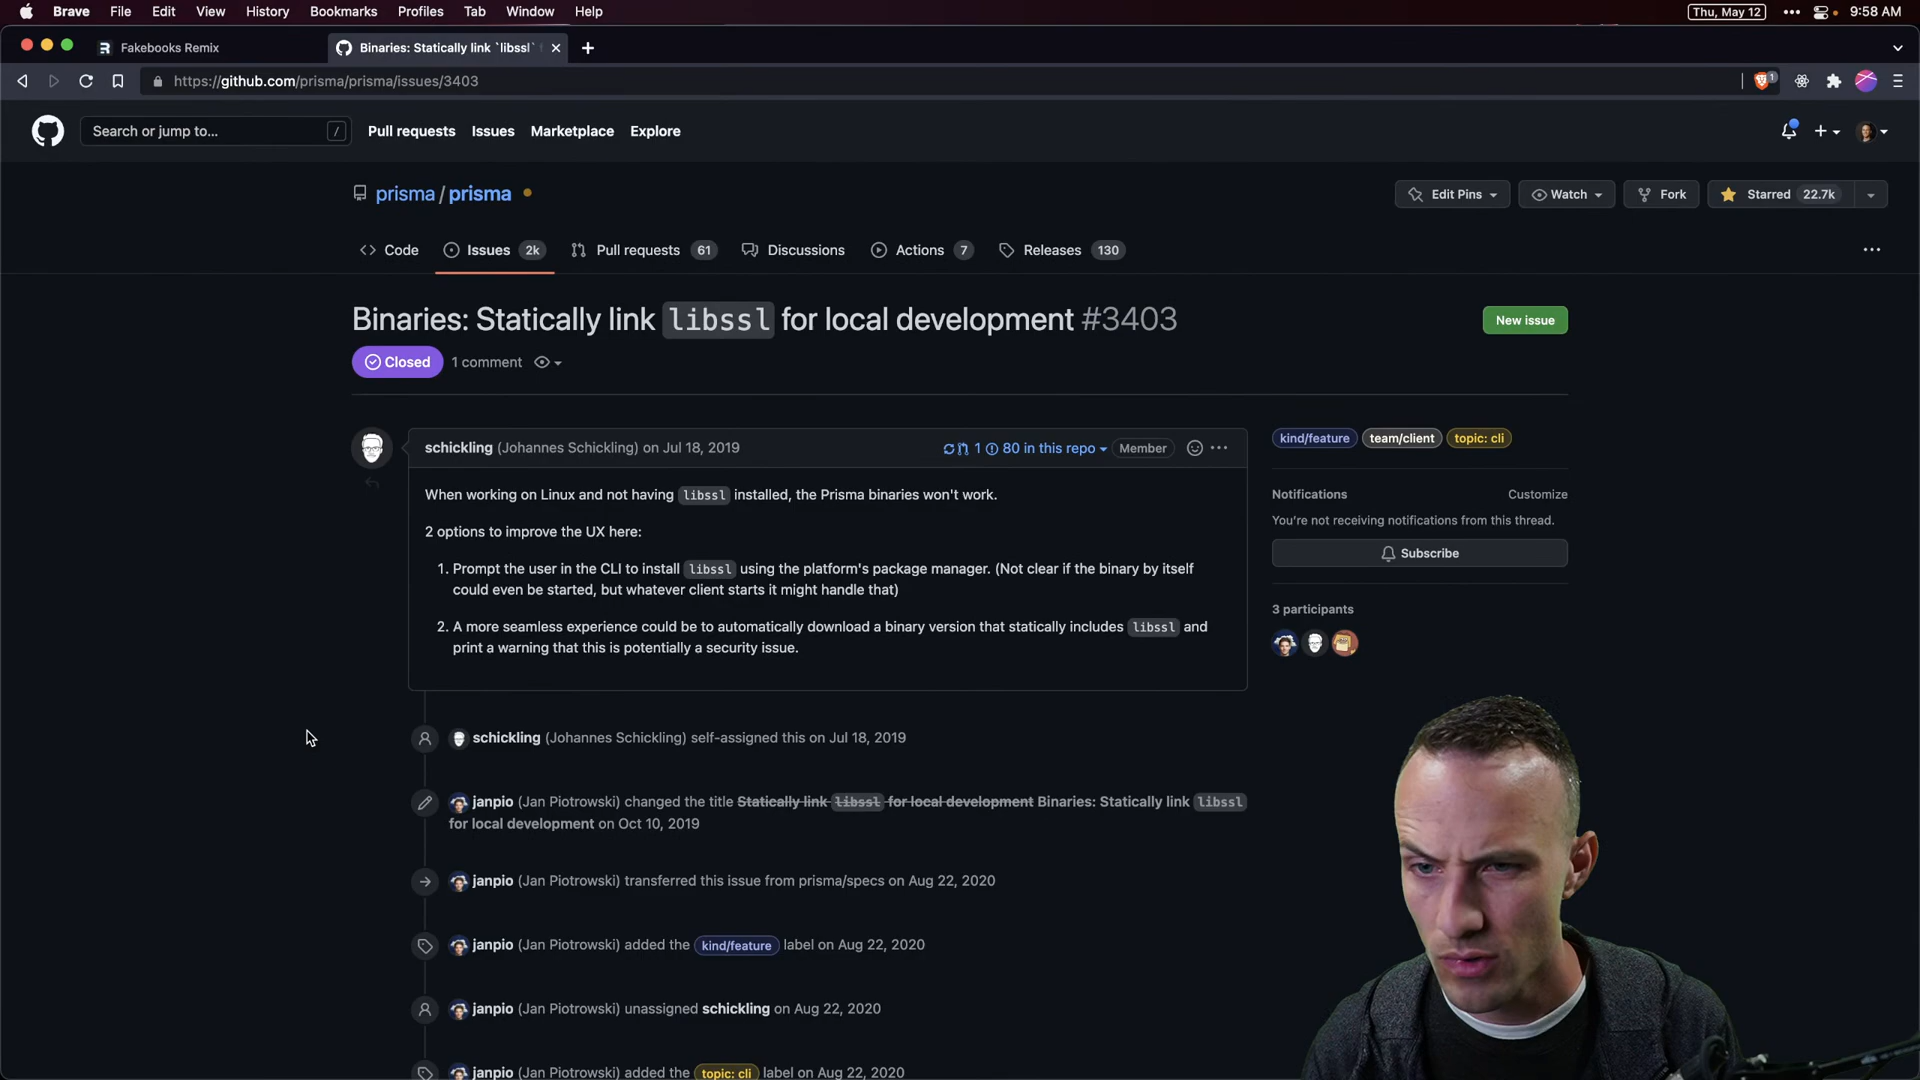 Brave File Edit View History Bookmarks Profiles Tab Window Help Thu, May 12 9:58 AM
Fakebooks Remix Binaries: Statically link `libssl`
https://github.com/prisma/prisma/issues/3403 1
Search or jump to... / Pull requests Issues Marketplace Explore
prisma / prisma Edit Pins Watch Fork Starred 22.7k
Code Issues 2k Pull requests 61 Discussions Actions 7 Releases 130
Binaries: Statically link libssl for local development #3403 New issue
Closed 1 comment
schickling (Johannes Schickling) on Jul 18, 2019 1 80 in this repo Member
When working on Linux and not having libssl installed, the Prisma binaries won't work.
2 options to improve the UX here:
1. Prompt the user in the CLI to install libssl using the platform's package manager. (Not clear if the binary by itself
could even be started, but whatever client starts it might handle that)
2. A more seamless experience could be to automatically download a binary version that statically includes libssl and
print a warning that this is potentially a security issue.
kind/feature team/client topic: cli
Notifications Customize
You're not receiving notifications from this thread.
Subscribe
3 participants
schickling (Johannes Schickling) self-assigned this on Jul 18, 2019
janpio (Jan Piotrowski) changed the title Statically link libssl for local development Binaries: Statically link libssl
for local development on Oct 10, 2019
janpio (Jan Piotrowski) transferred this issue from prisma/specs on Aug 22, 2020
janpio (Jan Piotrowski) added the kind/feature label on Aug 22, 2020
janpio (Jan Piotrowski) unassigned schickling on Aug 22, 2020
janpio (Jan Piotrowski) added the topic: cli label on Aug 22, 2020